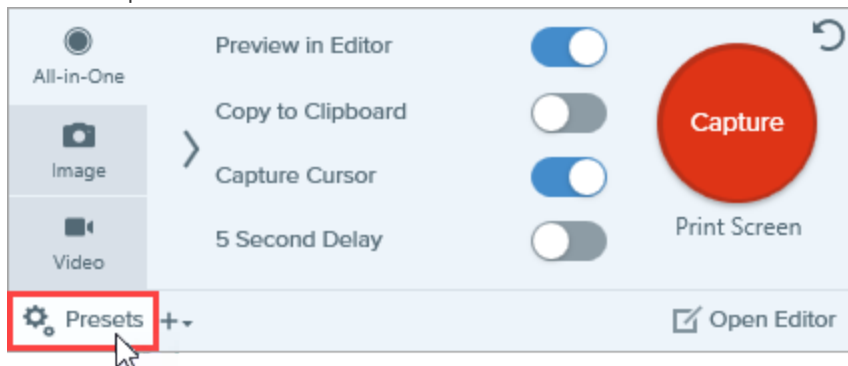 All-in-One
Image
Video
Preview in Editor
Copy to Clipboard
Capture Cursor
5 Second Delay
Capture
Print Screen
Presets
Open Editor